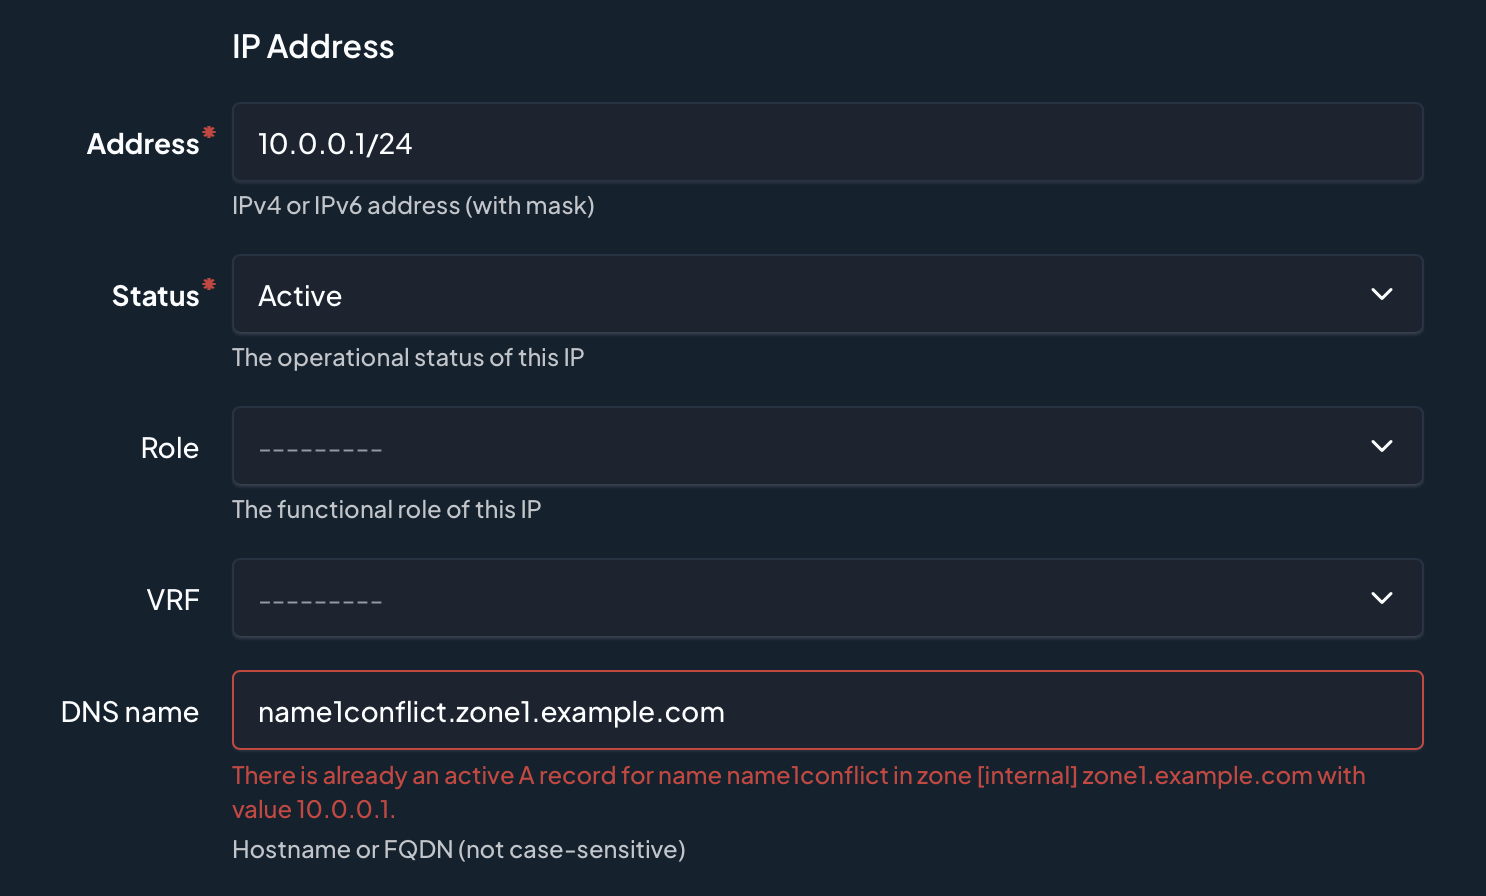 IP Address
Address*
10.0.0.1/24
IPv4 or IPv6 address (with mask)
Status*
Active
The operational status of this IP
Role
---------
The functional role of this IP
VRF
---------
DNS name
name1conflict.zone1.example.com
There is already an active A record for name name1conflict in zone [internal] zone1.example.com with
value 10.0.0.1.
Hostname or FQDN (not case-sensitive)